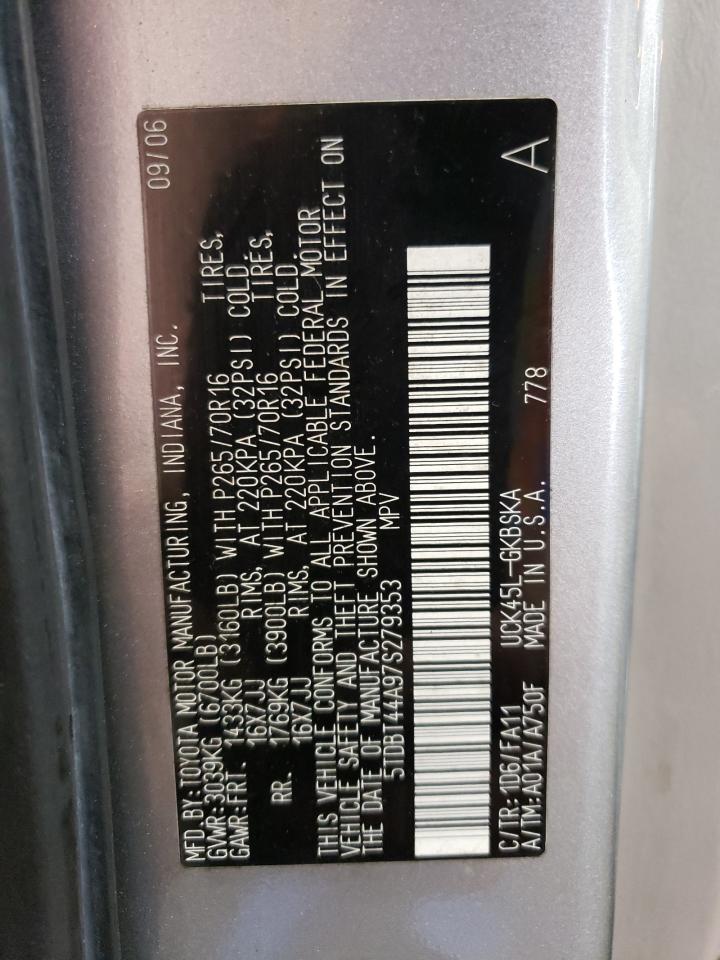 MFD. BY: TOYOTA MOTOR MANUFACTURING, INDIANA, INC. 09/06
GVWR: 3039KG (6700LB)
GAWR: FRT. 1433KG (3160LB) WITH P265/70R16 TIRES,
16X7JJ RIMS, AT 220KPA (32PSI) COLD.
RR. 1769KG (3900LB) WITH P265/70R16 TIRES,
16X7JJ RIMS, AT 220KPA (32PSI) COLD.
THIS VEHICLE CONFORMS TO ALL APPLICABLE FEDERAL MOTOR
VEHICLE SAFETY AND THEFT PREVENTION STANDARDS IN EFFECT ON
THE DATE OF MANUFACTURE SHOWN ABOVE.
5TDBT44A97S279353 MPV
C/TR: 1D6/FA11 UCK45L-GKBSKA
A/TM: A01A/A750F MADE IN U.S.A. 778 A